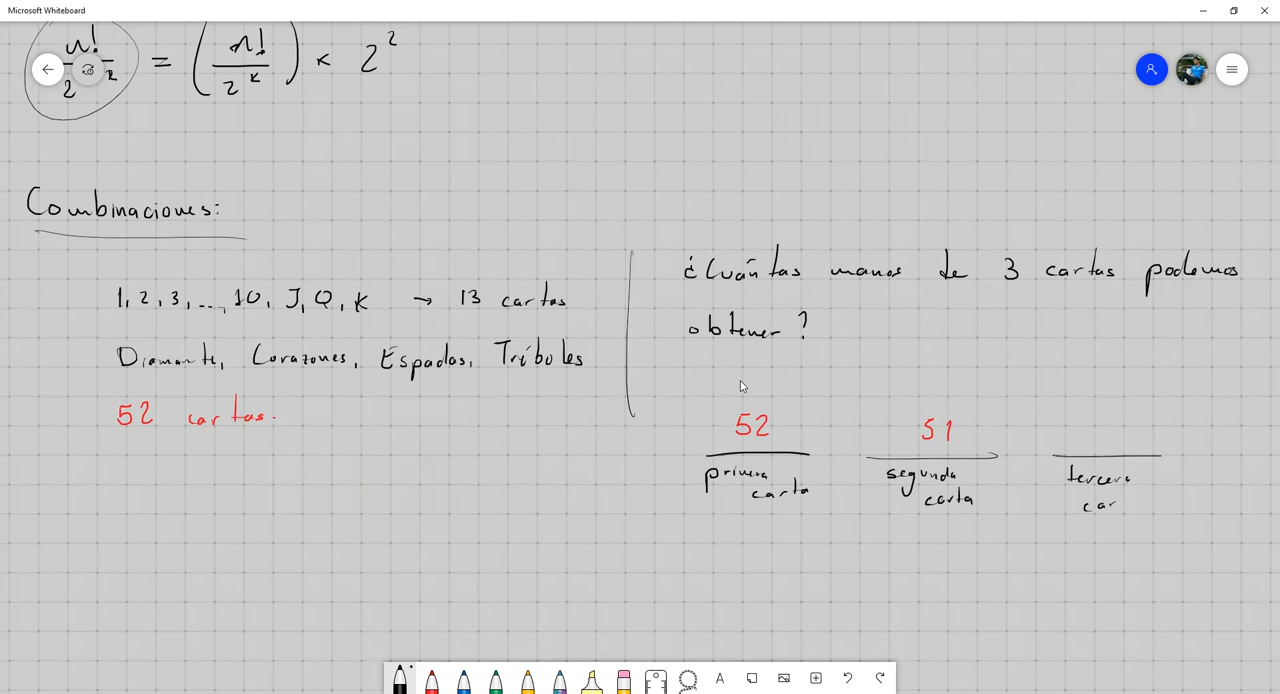 Microsoft Whiteboard
n! / 2^k = (n! / 2^k) × 2^2
Combinaciones:
1, 2, 3, ..., 10, J, Q, K → 13 cartas
Diamante, Corazones, Espadas, Tríboles
52 cartas.
¿Cuántas manos de 3 cartas podemos
obtener?
52 51
primera segunda tercera
carta carta car